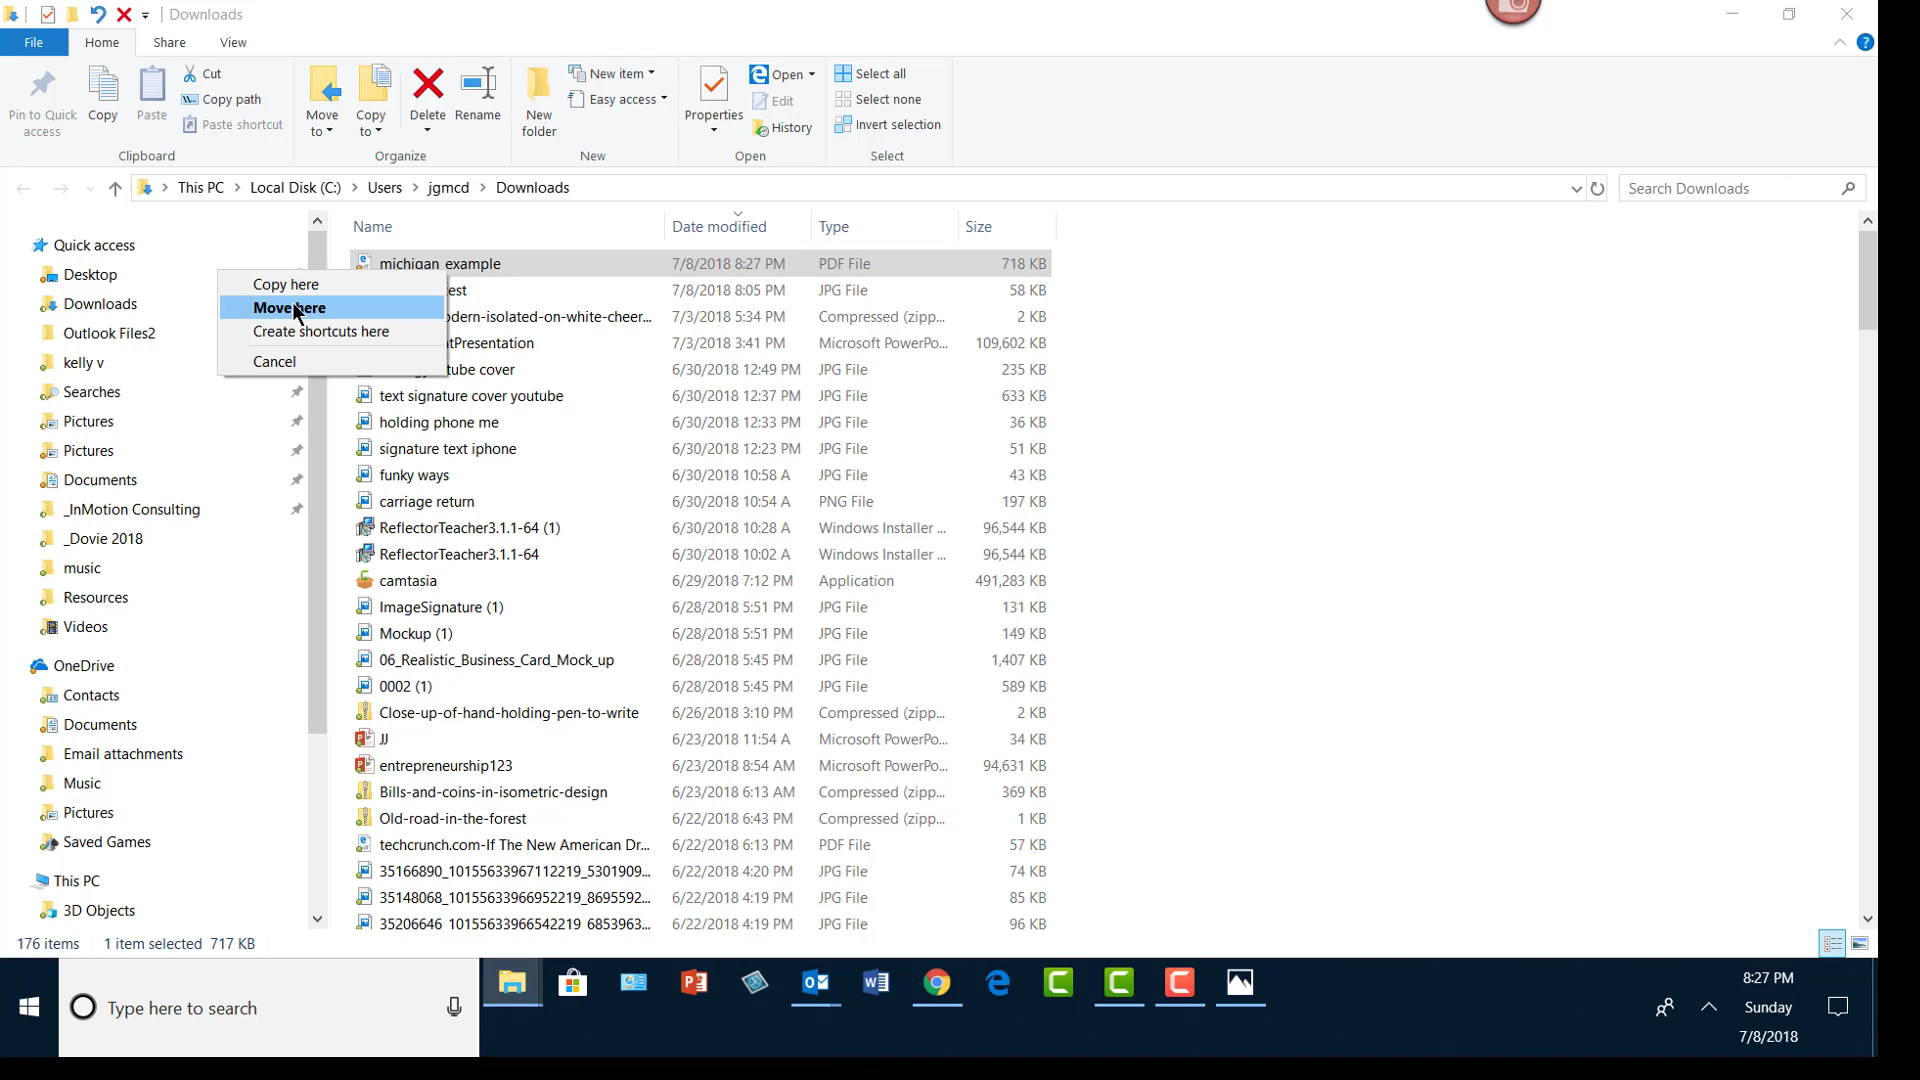 Downloads
File Home Share View
Pin to Quick access
Copy
Paste
Cut
Copy path
Paste shortcut
Clipboard
Move to
Copy to
Delete
Rename
Organize
New folder
New item
Easy access
New
Properties
Open
Edit
History
Open
Select all
Select none
Invert selection
Select
This PC Local Disk (C:) Users jgmcd Downloads
Search Downloads
Quick access
Desktop
Downloads
Outlook Files2
kelly v
Searches
Pictures
Pictures
Documents
_InMotion Consulting
_Dovie 2018
music
Resources
Videos
OneDrive
Contacts
Documents
Email attachments
Music
Pictures
Saved Games
This PC
3D Objects
Copy here
Move here
Create shortcuts here
Cancel
Name Date modified Type Size
michigan example 7/8/2018 8:27 PM PDF File 718 KB
7/8/2018 8:05 PM JPG File 58 KB
7/3/2018 5:34 PM Compressed (zipp... 2 KB
7/3/2018 3:41 PM Microsoft PowerPo... 109,602 KB
cover 6/30/2018 12:49 PM JPG File 235 KB
text signature cover youtube 6/30/2018 12:37 PM JPG File 633 KB
holding phone me 6/30/2018 12:33 PM JPG File 36 KB
signature text iphone 6/30/2018 12:23 PM JPG File 51 KB
funky ways 6/30/2018 10:58 A JPG File 43 KB
carriage return 6/30/2018 10:54 A PNG File 197 KB
ReflectorTeacher3.1.1-64 (1) 6/30/2018 10:28 A Windows Installer ... 96,544 KB
ReflectorTeacher3.1.1-64 6/30/2018 10:02 A Windows Installer ... 96,544 KB
camtasia 6/29/2018 7:12 PM Application 491,283 KB
ImageSignature (1) 6/28/2018 5:51 PM JPG File 131 KB
Mockup (1) 6/28/2018 5:51 PM JPG File 149 KB
06_Realistic_Business_Card_Mock_up 6/28/2018 5:45 PM JPG File 1,407 KB
0002 (1) 6/28/2018 5:45 PM JPG File 589 KB
Close-up-of-hand-holding-pen-to-write 6/26/2018 3:10 PM Compressed (zipp... 2 KB
JJ 6/23/2018 11:54 A Microsoft PowerPo... 34 KB
entrepreneurship123 6/23/2018 8:54 AM Microsoft PowerPo... 94,631 KB
Bills-and-coins-in-isometric-design 6/23/2018 6:13 AM Compressed (zipp... 369 KB
Old-road-in-the-forest 6/22/2018 6:43 PM Compressed (zipp... 1 KB
techcrunch.com-If The New American Dr... 6/22/2018 6:13 PM PDF File 57 KB
35166890_10155633967112219_5301909... 6/22/2018 4:20 PM JPG File 74 KB
35148068_10155633966952219_8695592... 6/22/2018 4:19 PM JPG File 85 KB
35206646_10155633966542219_6853963... 6/22/2018 4:19 PM JPG File 96 KB
176 items 1 item selected 717 KB
Type here to search
8:27 PM
Sunday
7/8/2018